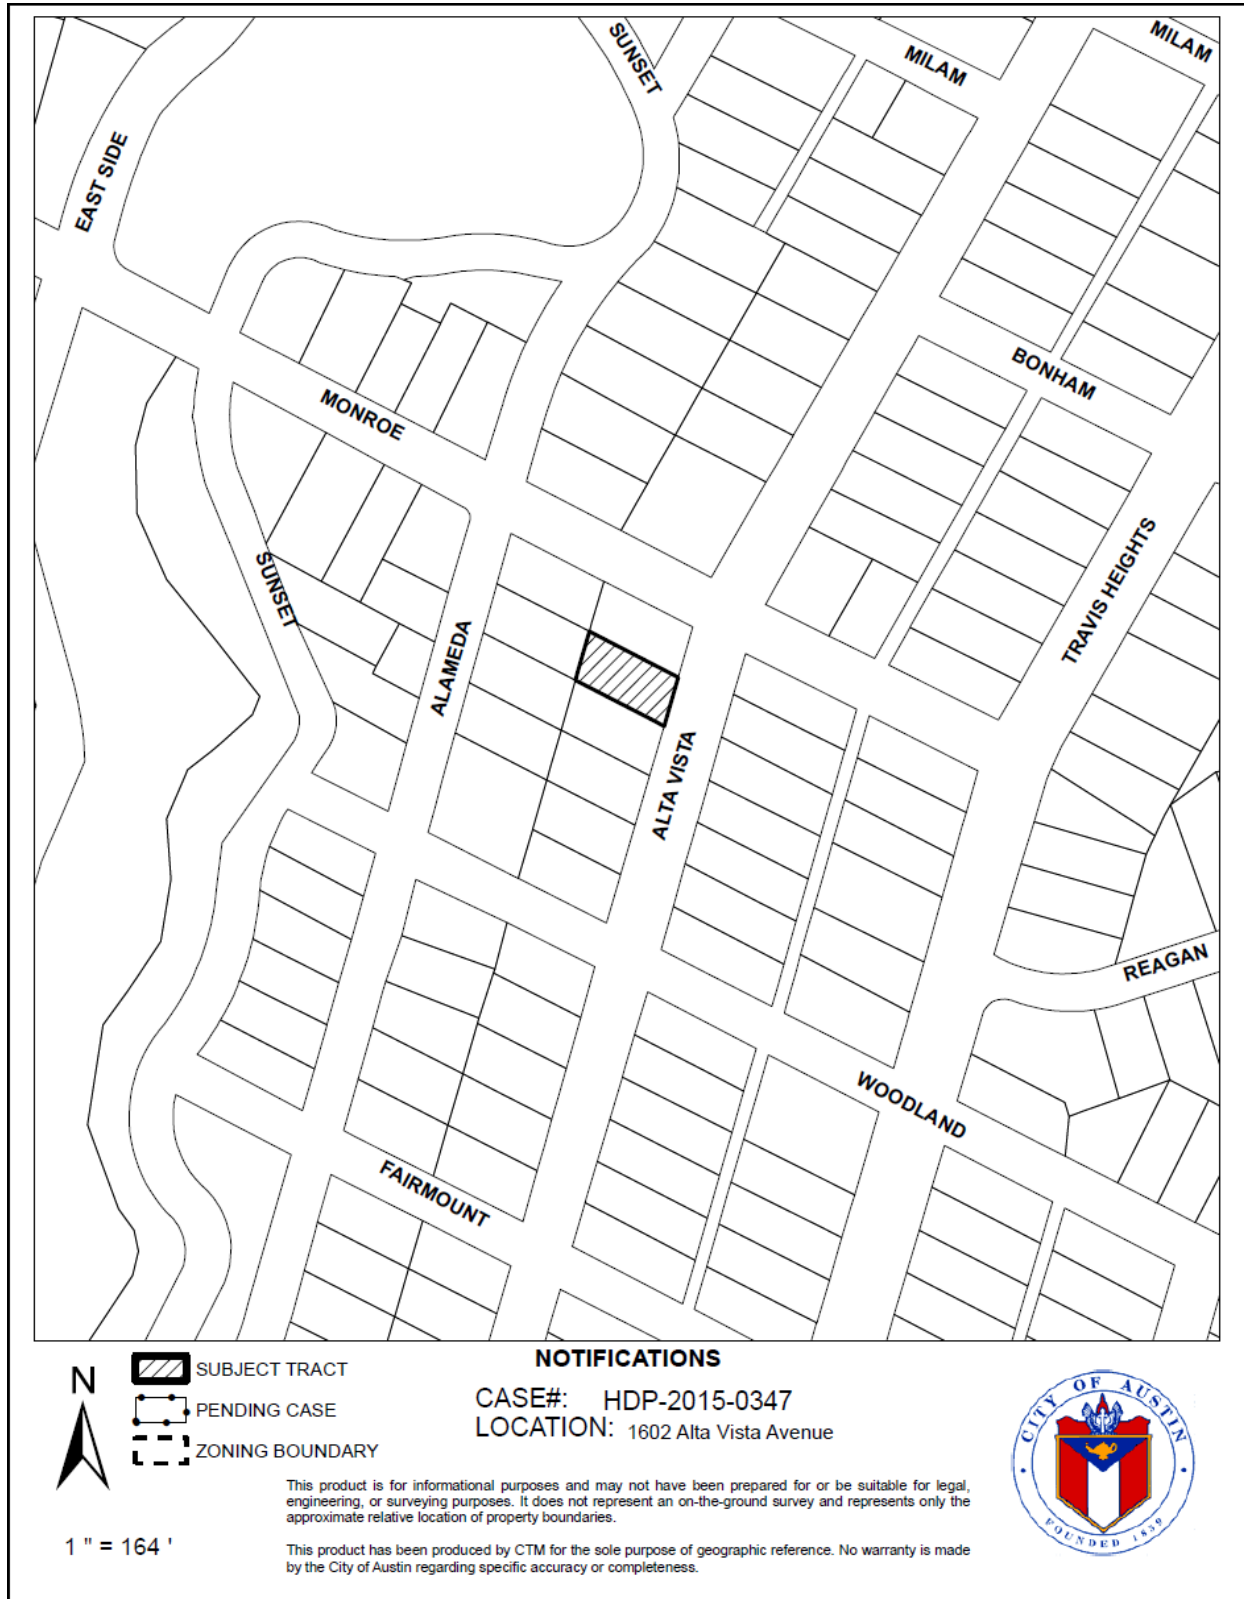 SUNSET
MILAM
MILAM
EAST SIDE
BONHAM
MONROE
SUNSET
TRAVIS HEIGHTS
ALAMEDA
ALTA VISTA
REAGAN
WOODLAND
FAIRMOUNT
N
SUBJECT TRACT
PENDING CASE
ZONING BOUNDARY
1 " = 164 '
NOTIFICATIONS
CASE#: HDP-2015-0347
LOCATION: 1602 Alta Vista Avenue
This product is for informational purposes and may not have been prepared for or be suitable for legal,
engineering, or surveying purposes. It does not represent an on-the-ground survey and represents only the
approximate relative location of property boundaries.
This product has been produced by CTM for the sole purpose of geographic reference. No warranty is made
by the City of Austin regarding specific accuracy or completeness.
CITY OF AUSTIN
FOUNDED 1839